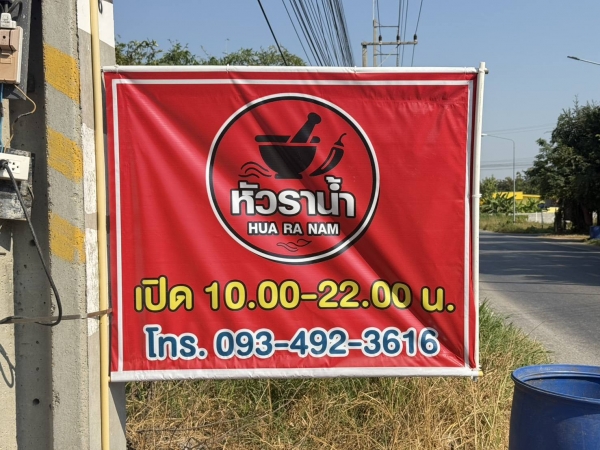 หัวราน้ำ
HUA RA NAM
เปิด 10.00-22.00 น.
โทร. 093-492-3616